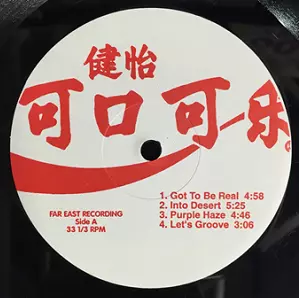 健怡
可口可乐
1. Got To Be Real 4:58
2. Into Desert 5:25
3. Purple Haze 4:46
4. Let's Groove 3:06
FAR EAST RECORDING
Side A
33 1/3 RPM